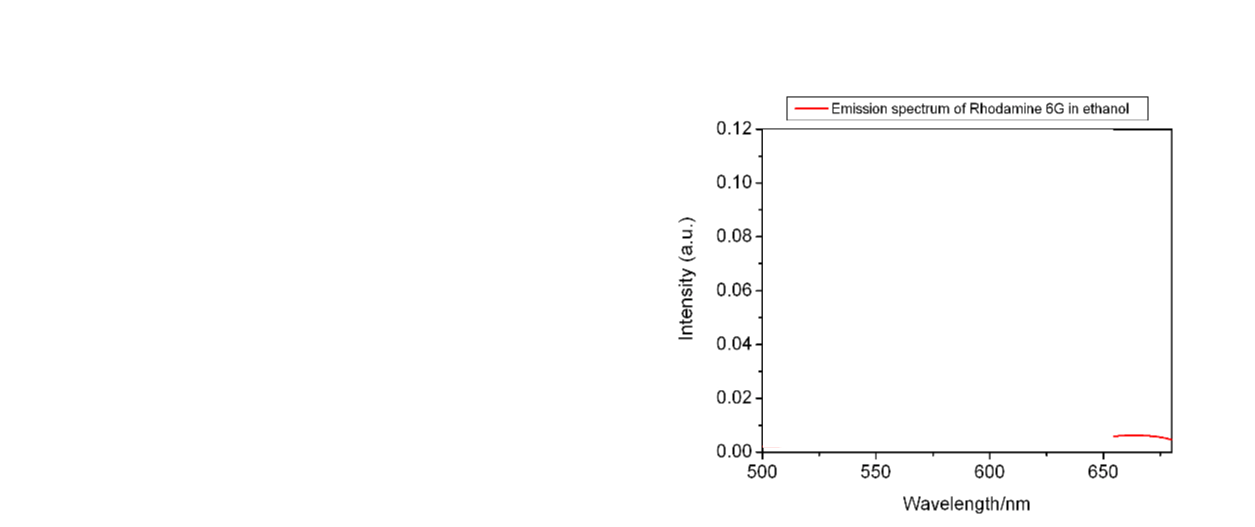 Emission spectrum of Rhodamine 6G in ethanol
0.12
0.10
0.08
0.06
0.04
0.02
0.00
Intensity (a.u.)
500 550 600 650
Wavelength/nm